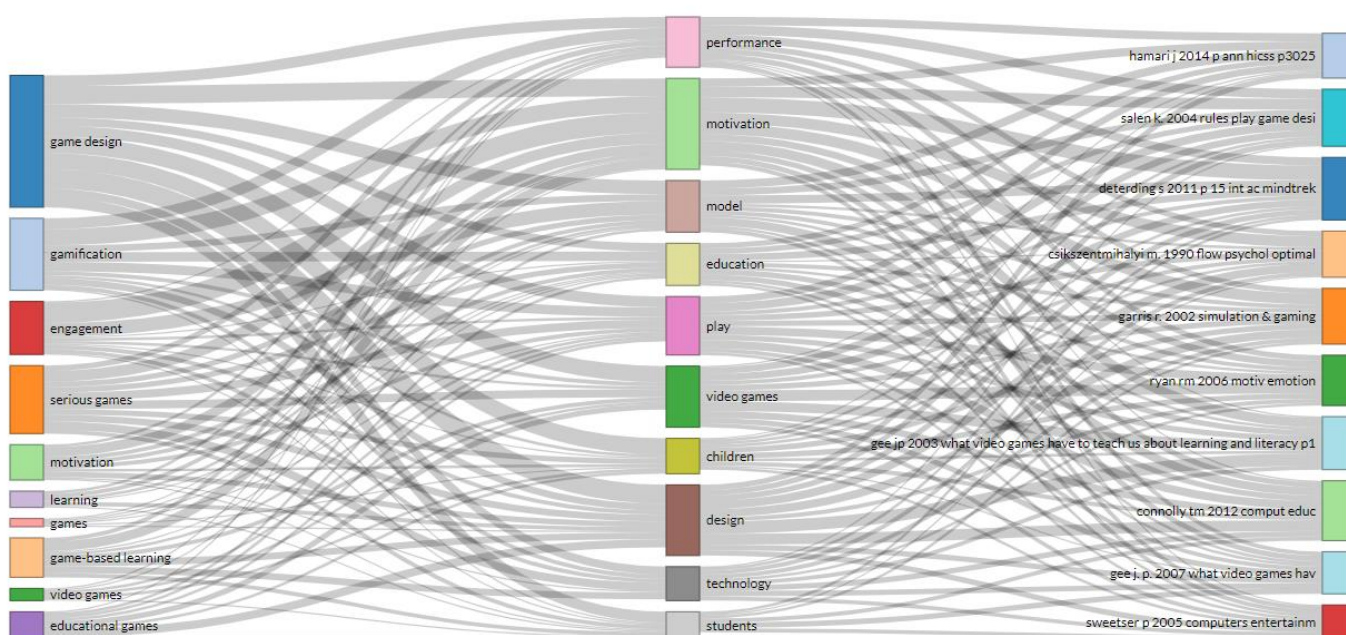 game design
gamification
engagement
serious games
motivation
learning
games
game-based learning
video games
educational games
performance
motivation
model
education
play
video games
children
design
technology
students
hamari j 2014 p ann hicss p3025
salen k. 2004 rules play game desi
deterding s 2011 p 15 int ac mindtrek
csikszentmihalyi m. 1990 flow psychol optimal
garris r. 2002 simulation & gaming
ryan rm 2006 motiv emotion
gee jp 2003 what video games have to teach us about learning and literacy p1
connolly tm 2012 comput educ
gee j. p. 2007 what video games hav
sweetser p 2005 computers entertainm